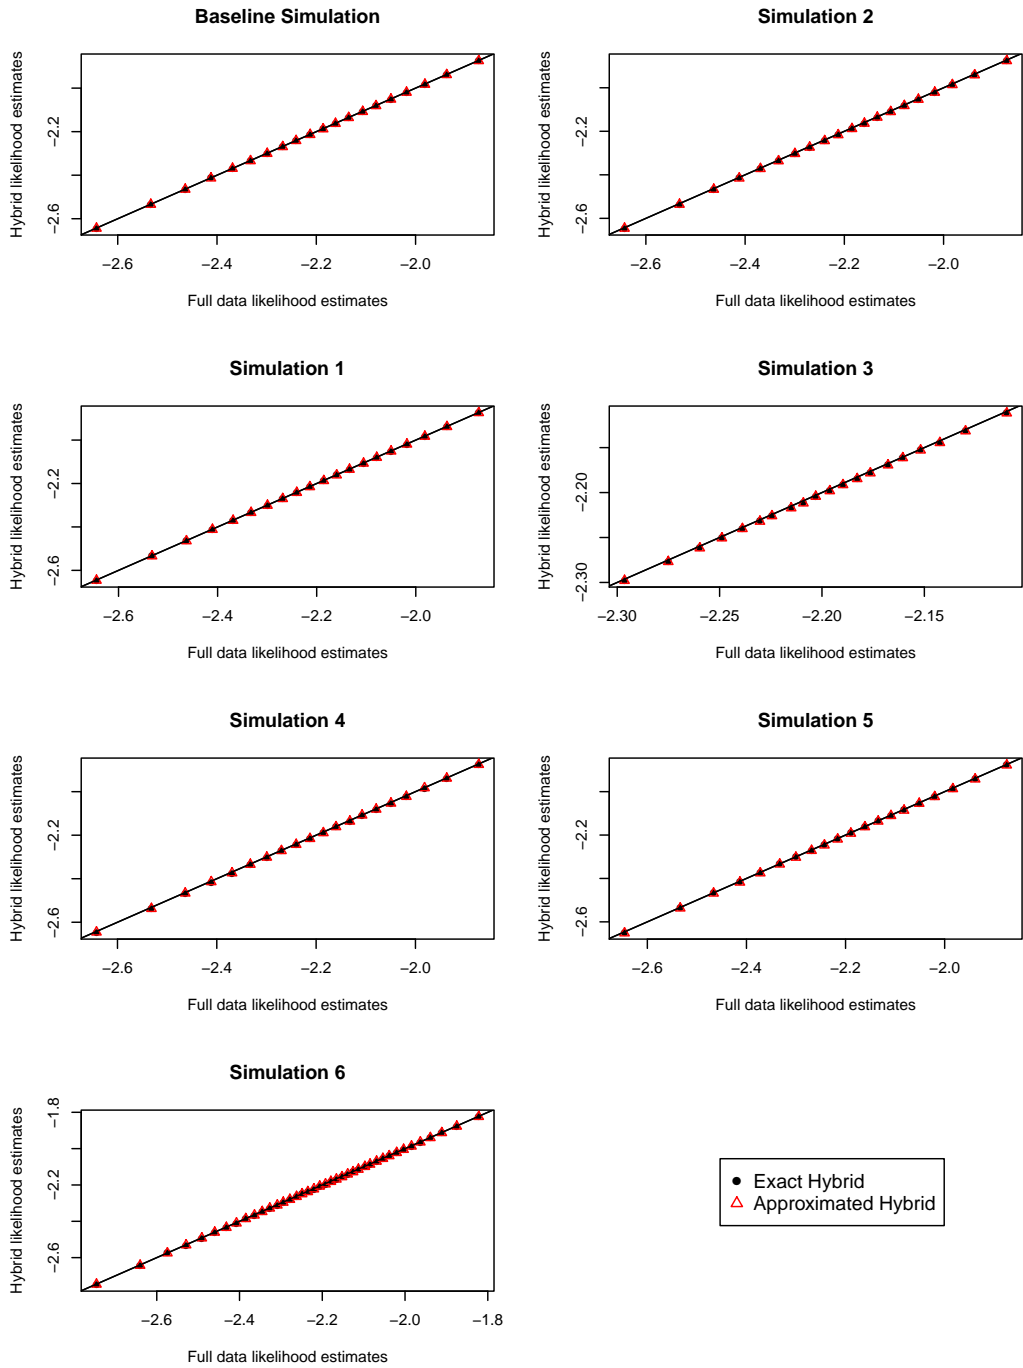 Baseline Simulation
Hybrid likelihood estimates
−2.6
−2.2
−2.6 −2.4 −2.2 −2.0
Full data likelihood estimates
Simulation 2
Hybrid likelihood estimates
−2.6
−2.2
−2.6 −2.4 −2.2 −2.0
Full data likelihood estimates
Simulation 1
Hybrid likelihood estimates
−2.6
−2.2
−2.6 −2.4 −2.2 −2.0
Full data likelihood estimates
Simulation 3
Hybrid likelihood estimates
−2.30
−2.20
−2.30 −2.25 −2.20 −2.15
Full data likelihood estimates
Simulation 4
Hybrid likelihood estimates
−2.6
−2.2
−2.6 −2.4 −2.2 −2.0
Full data likelihood estimates
Simulation 5
Hybrid likelihood estimates
−2.6
−2.2
−2.6 −2.4 −2.2 −2.0
Full data likelihood estimates
Simulation 6
Hybrid likelihood estimates
−2.6
−2.2
−1.8
−2.6 −2.4 −2.2 −2.0 −1.8
Full data likelihood estimates
Exact Hybrid
Approximated Hybrid